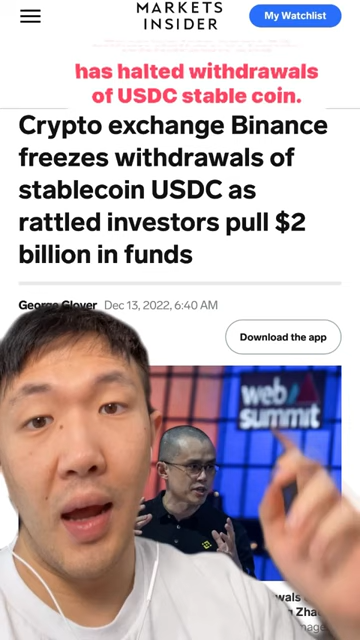 MARKETS
INSIDER
My Watchlist
has halted withdrawals
of USDC stable coin.
Crypto exchange Binance
freezes withdrawals of
stablecoin USDC as
rattled investors pull $2
billion in funds
George Glover Dec 13, 2022, 6:40 AM
Download the app
web
summit